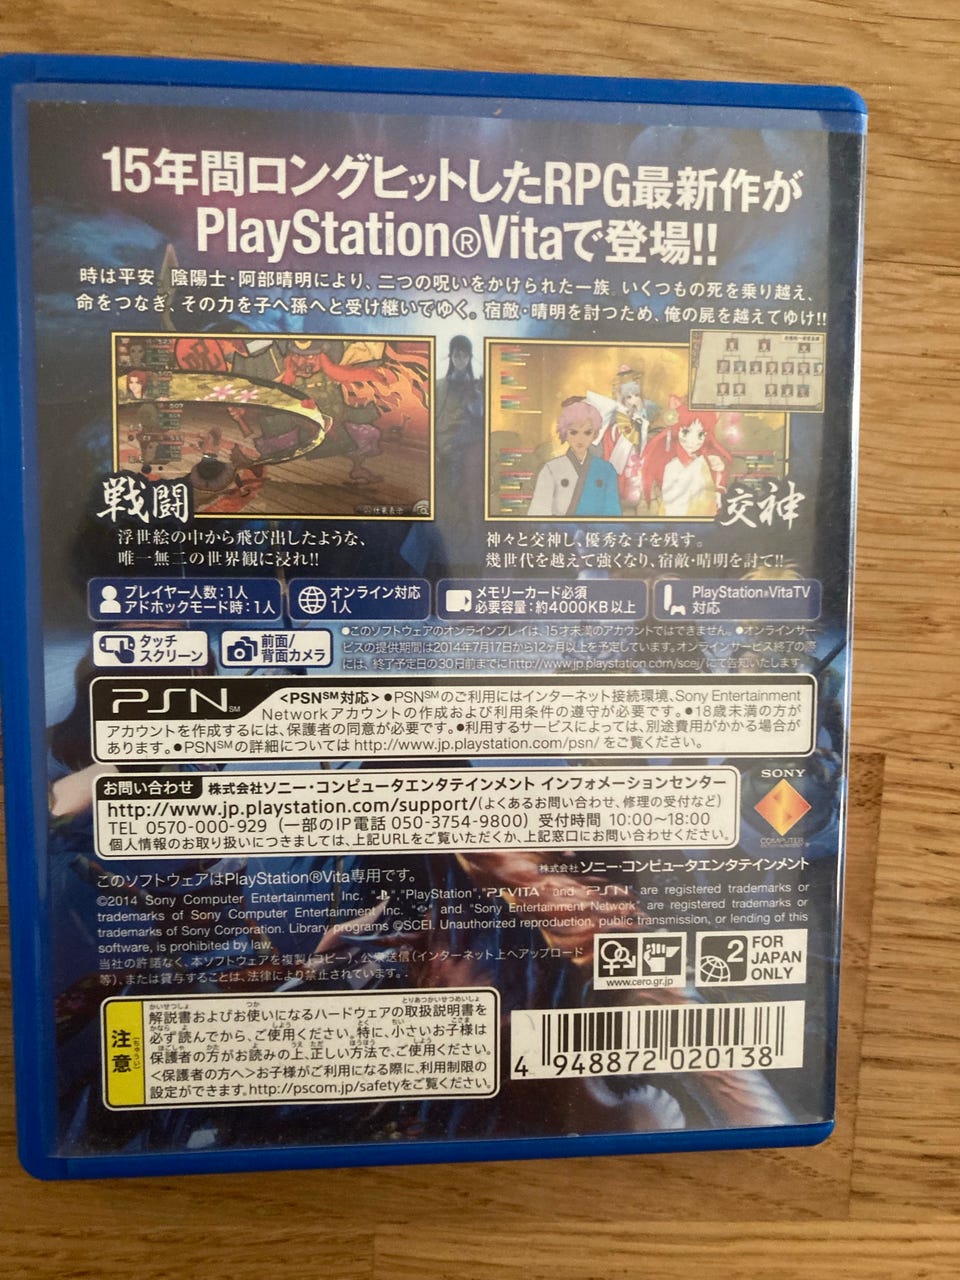 15年間ロングヒットしたRPG最新作が
PlayStation®Vitaで登場!!
時は平安、陰陽士・阿部晴明により、二つの呪いをかけられた一族。いくつもの死を乗り越え、
命をつなぎ、その力を子へ孫へと受け継いでゆく。宿敵・晴明を討つため、俺の屍を越えてゆけ!!
戦闘
浮世絵の中から飛び出したような、
唯一無二の世界観に浸れ!!
交神
神々と交神し、優秀な子を残す。
幾世代を越えて強くなり、宿敵・晴明を討て!!
プレイヤー人数:1人
アドホックモード時:1人
オンライン対応
1人
メモリーカード必須
必要容量:約4000KB以上
PlayStation®VitaTV
対応
タッチ
スクリーン
前面/
背面カメラ
●このソフトウェアのオンラインプレイは、15才未満のアカウントではできません。●オンラインサー
ビスの提供期間は2014年7月17日から12ヶ月以上を予定しています。オンラインサービス終了の際
には、終了予定日の30日前までにhttp://www.jp.playstation.com/scej/にて告知いたします。
PSN℠
<PSN℠対応>●PSN℠のご利用にはインターネット接続環境、Sony Entertainment
Networkアカウントの作成および利用条件の遵守が必要です。●18歳未満の方が
アカウントを作成するには、保護者の同意が必要です。●利用するサービスによっては、別途費用がかかる場合が
あります。●PSN℠の詳細については http://www.jp.playstation.com/psn/ をご覧ください。
お問い合わせ 株式会社ソニー・コンピュータエンタテインメント インフォメーションセンター
http://www.jp.playstation.com/support/(よくあるお問い合わせ、修理の受付など)
TEL 0570-000-929 (一部のIP電話 050-3754-9800) 受付時間 10:00〜18:00
個人情報のお取り扱いにつきましては、上記URLをご覧いただくか、上記窓口にお問い合わせください。
SONY
COMPUTER
株式会社ソニー・コンピュータエンタテインメント
このソフトウェアはPlayStation®Vita専用です。
©2014 Sony Computer Entertainment Inc. "", "PlayStation", "PSVITA" and "PSN" are registered trademarks or
trademarks of Sony Computer Entertainment Inc. "" and "Sony Entertainment Network" are registered trademarks or
trademarks of Sony Corporation. Library programs ©SCEI. Unauthorized reproduction, public transmission, or lending of this
software, is prohibited by law.
当社の許諾なく、本ソフトウェアを複製(コピー)、公衆送信(インターネット上へアップロード
等)、または貸与することは、法律により禁止されています。
www.cero.gr.jp
2
FOR
JAPAN
ONLY
注意
ちゅうい
解説書およびお使いになるハードウェアの取扱説明書を
必ず読んでから、ご使用ください。特に、小さいお子様は
保護者の方がお読みの上、正しい方法で、ご使用ください。
<保護者の方へ>お子様がご利用になる際に、利用制限の
設定ができます。http://pscom.jp/safetyをご覧ください。
4 948872 020138